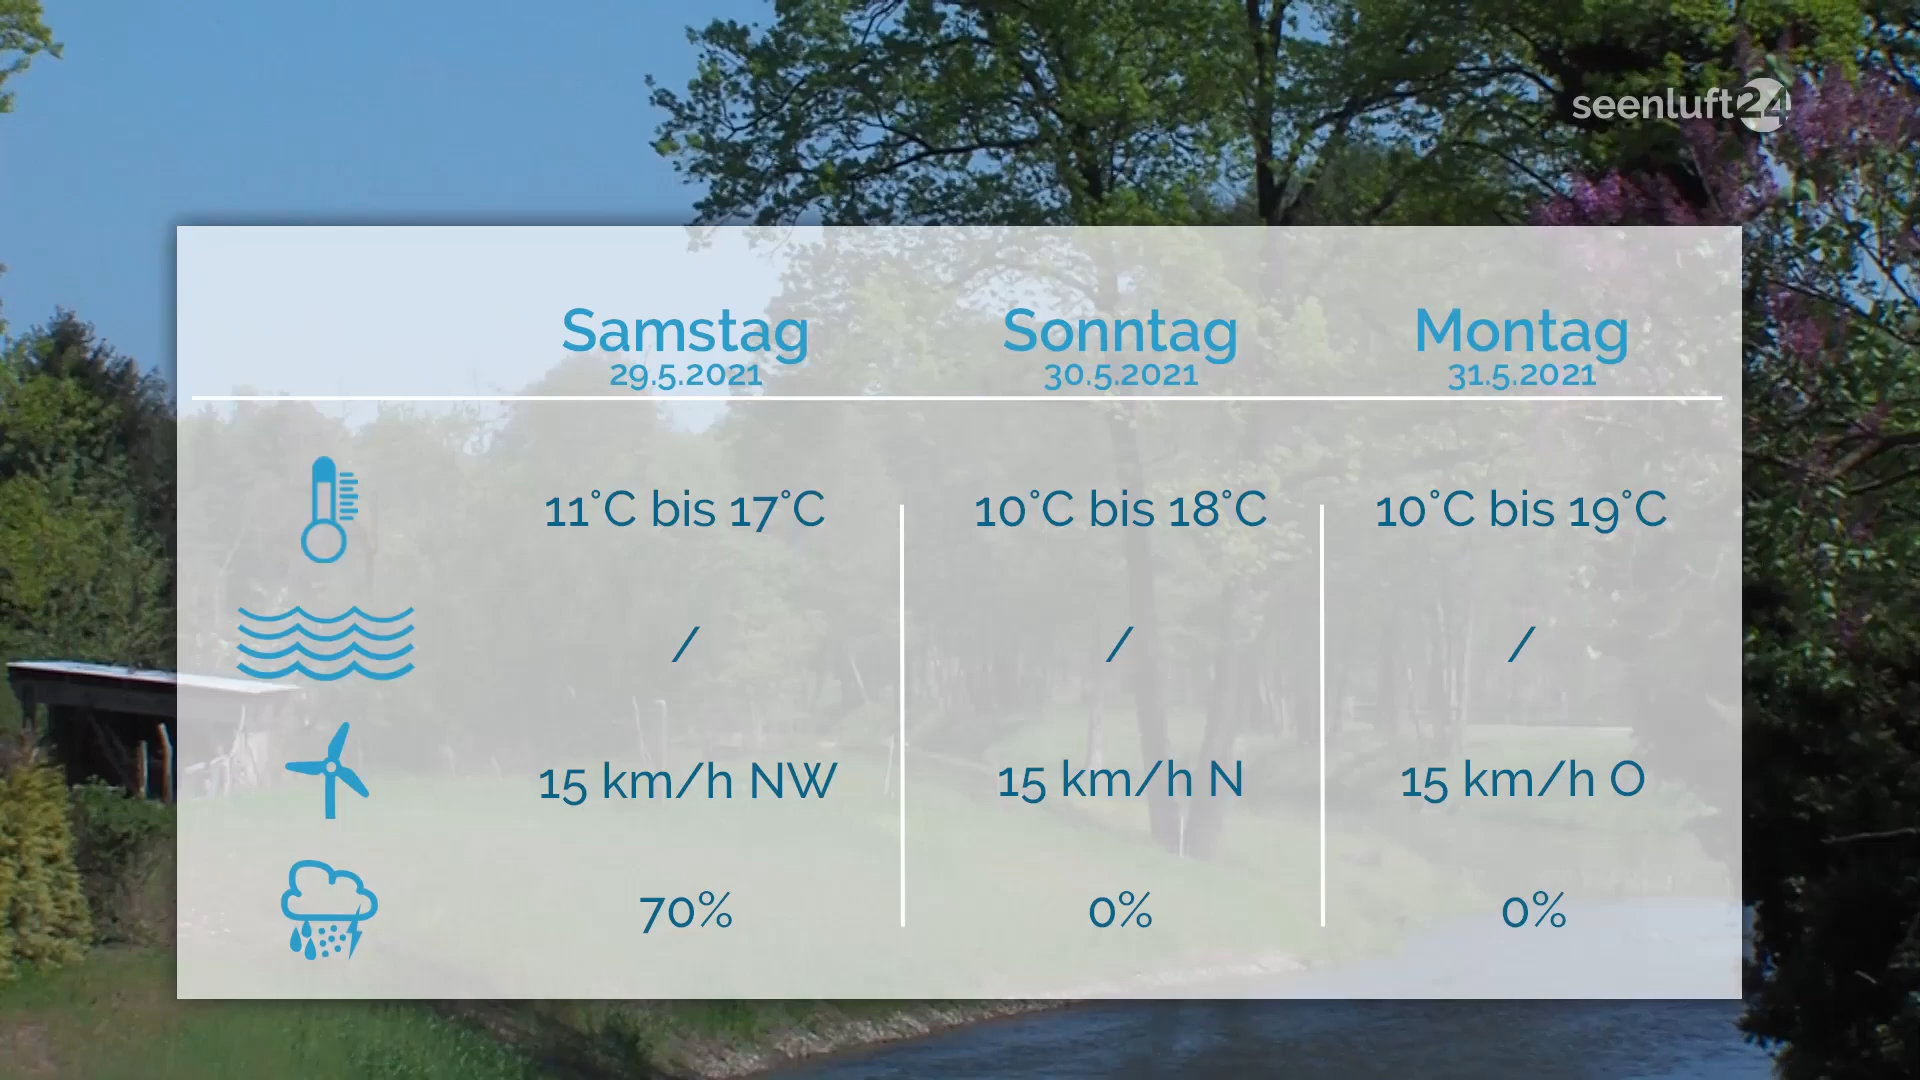 seenluft24
Samstag Sonntag Montag
29.5.2021 30.5.2021 31.5.2021
11°C bis 17°C 10°C bis 18°C 10°C bis 19°C
/ / /
15 km/h NW 15 km/h N 15 km/h O
70% 0% 0%